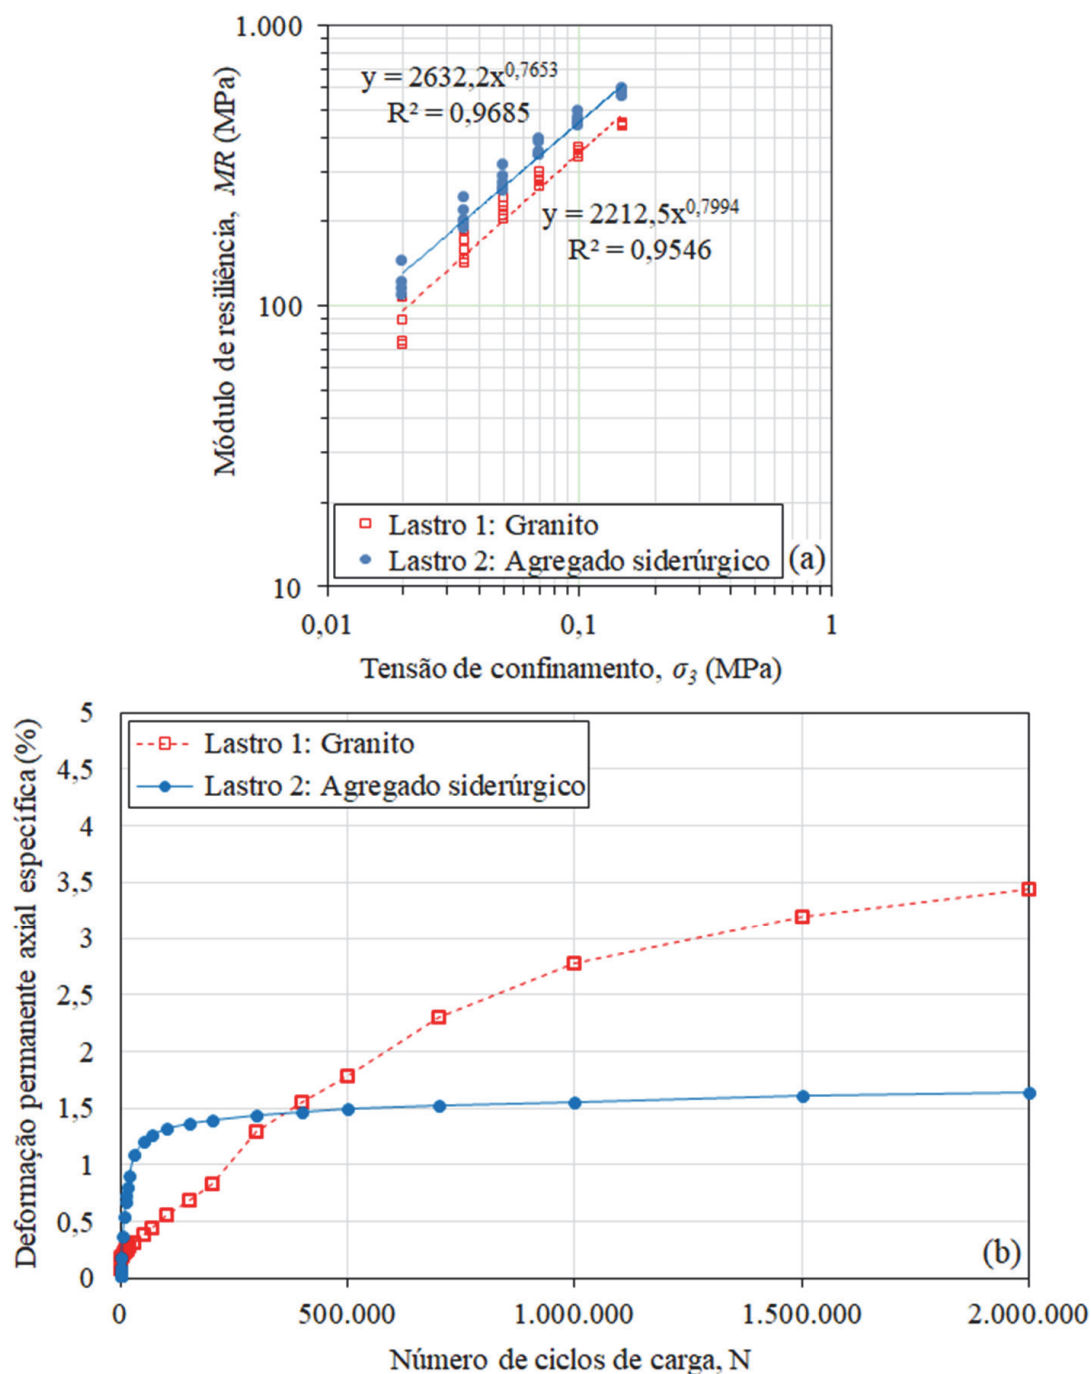 1.000
y = 2632,2x^0,7653
R² = 0,9685
Módulo de resiliência, MR (MPa)
y = 2212,5x^0,7994
R² = 0,9546
100
Lastro 1: Granito
Lastro 2: Agregado siderúrgico
(a)
10
0,01
0,1
1
Tensão de confinamento, σ3 (MPa)
5
Lastro 1: Granito
Lastro 2: Agregado siderúrgico
4,5
4
3,5
3
2,5
2
1,5
1
0,5
0
Deformação permanente axial específica (%)
(b)
0
500.000
1.000.000
1.500.000
2.000.000
Número de ciclos de carga, N